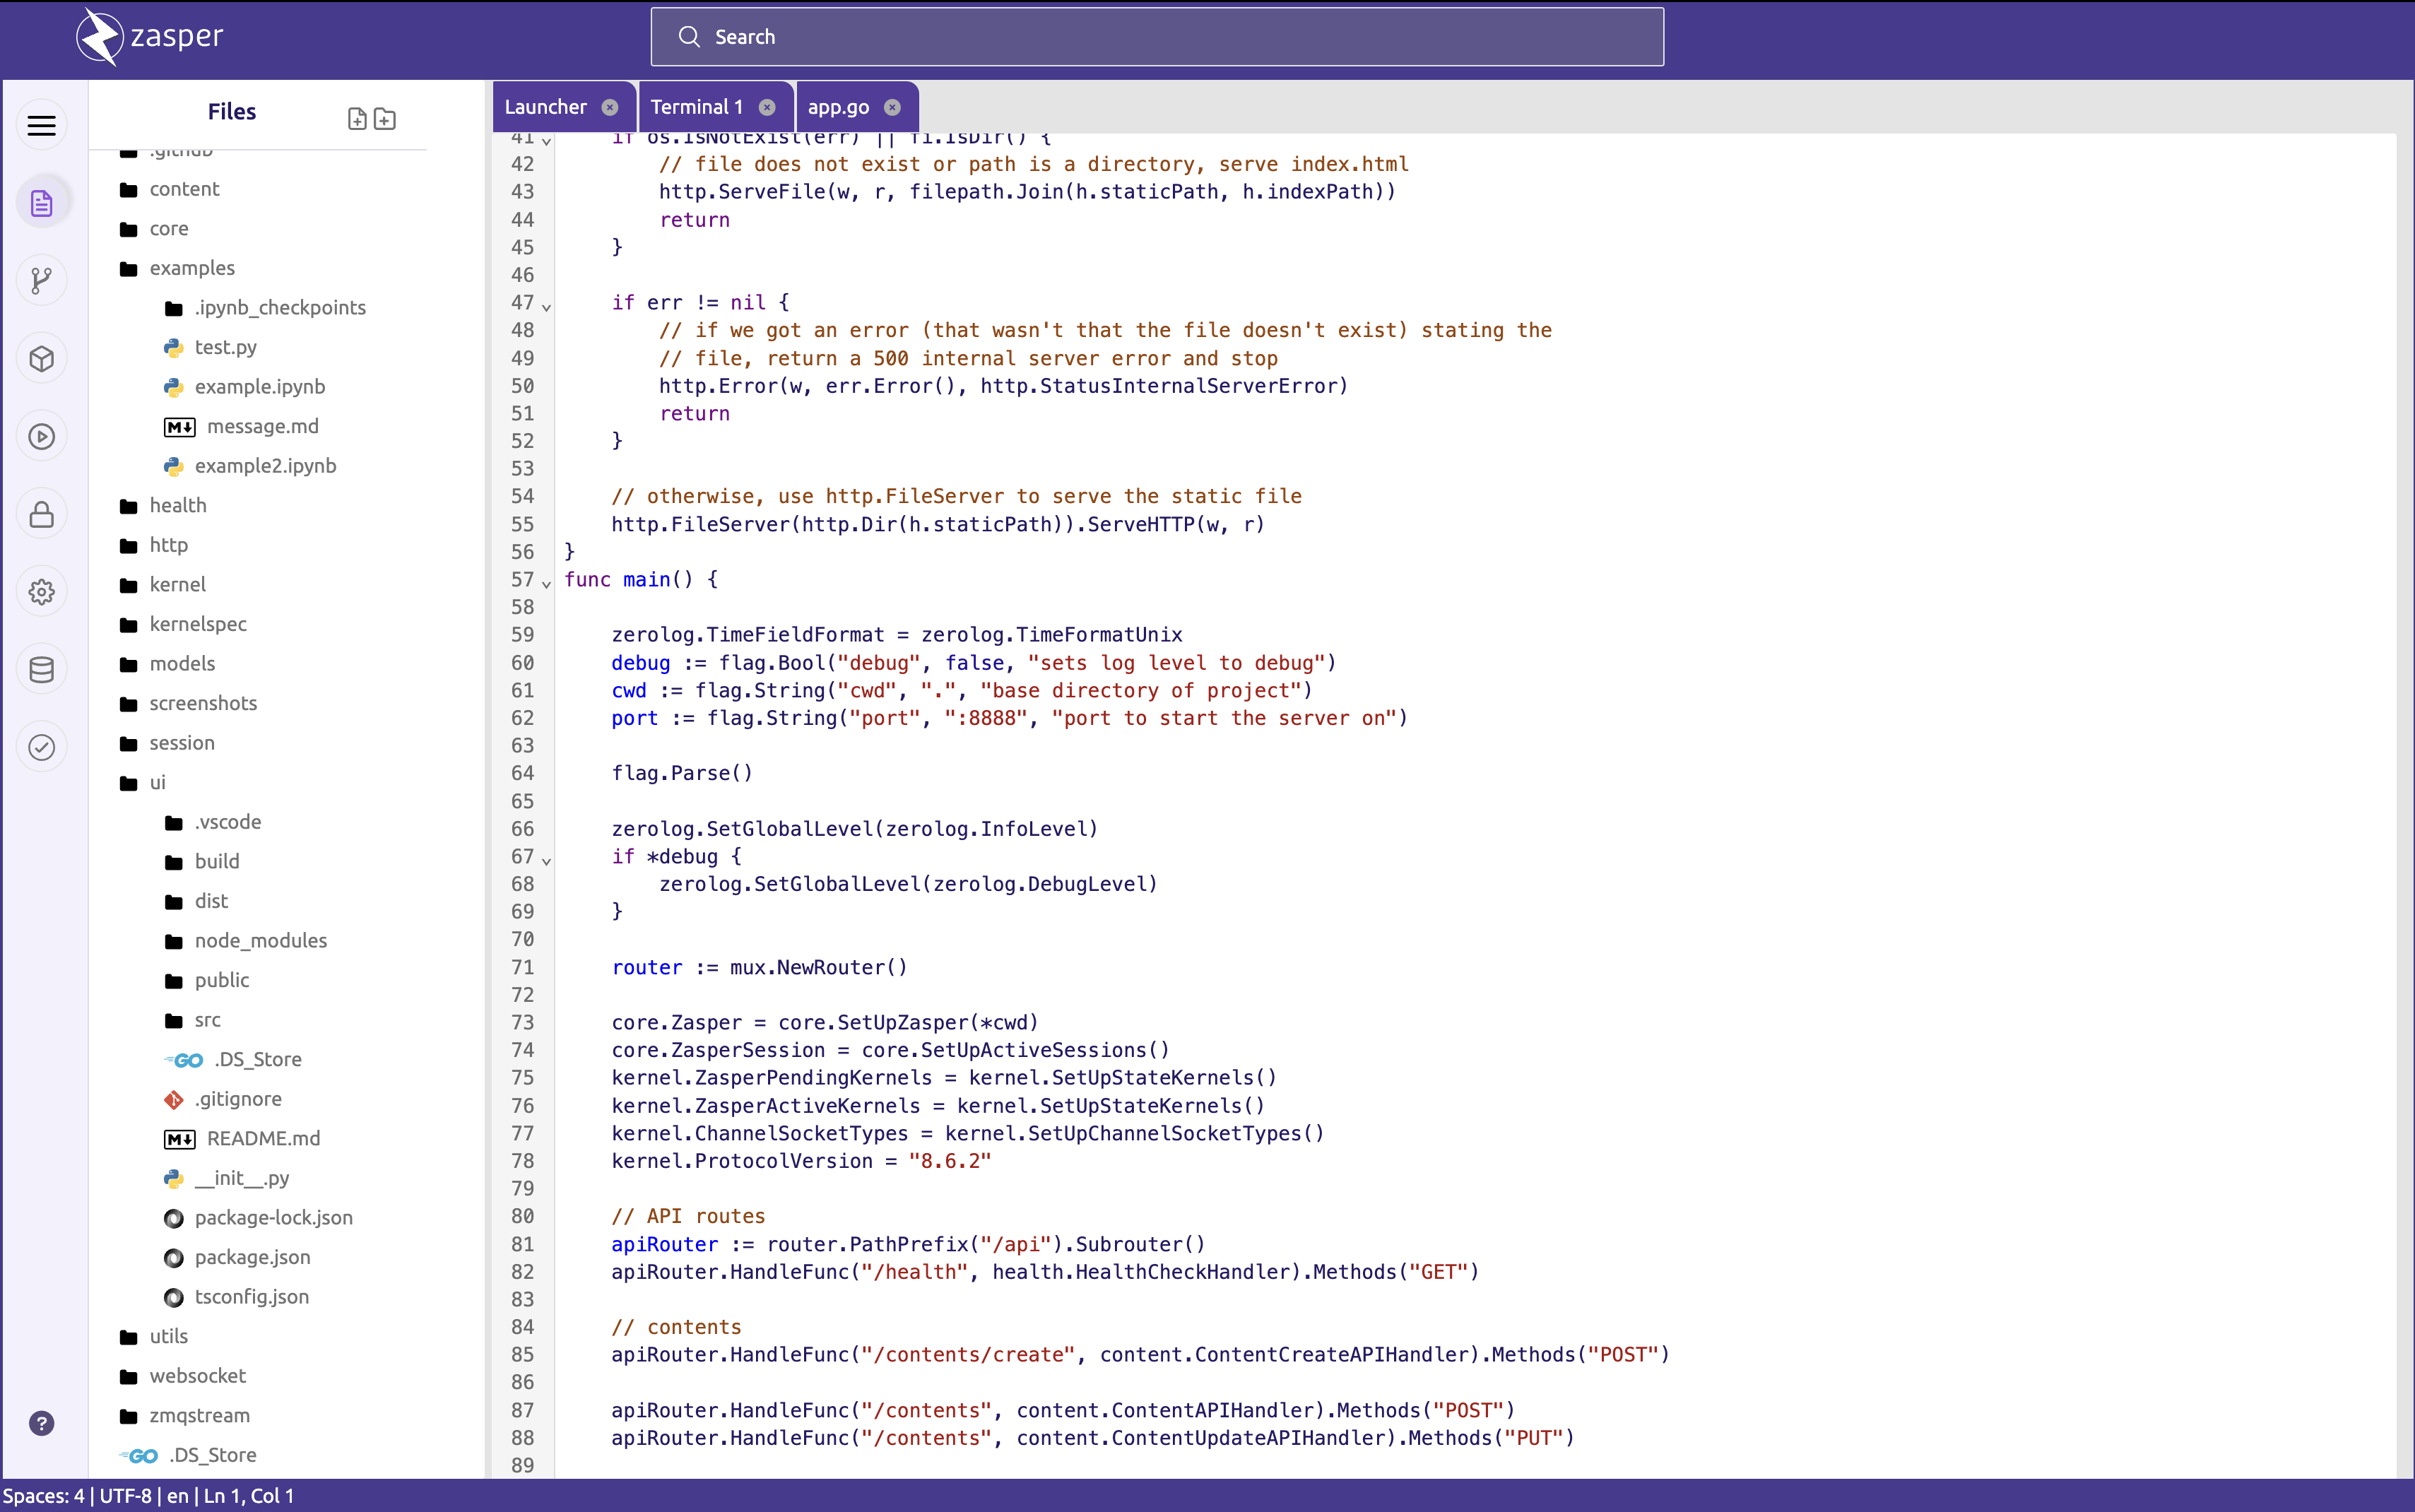 zasper
Search
Files
.github
content
core
examples
.ipynb_checkpoints
test.py
example.ipynb
M↓ message.md
example2.ipynb
health
http
kernel
kernelspec
models
screenshots
session
ui
.vscode
build
dist
node_modules
public
src
GO .DS_Store
.gitignore
M↓ README.md
__init__.py
package-lock.json
package.json
tsconfig.json
utils
websocket
zmqstream
GO .DS_Store
?
Launcher Terminal 1 app.go
41 if os.IsNotExist(err) || fi.IsDir() {
42 // file does not exist or path is a directory, serve index.html
43 http.ServeFile(w, r, filepath.Join(h.staticPath, h.indexPath))
44 return
45 }
46
47 if err != nil {
48 // if we got an error (that wasn't that the file doesn't exist) stating the
49 // file, return a 500 internal server error and stop
50 http.Error(w, err.Error(), http.StatusInternalServerError)
51 return
52 }
53
54 // otherwise, use http.FileServer to serve the static file
55 http.FileServer(http.Dir(h.staticPath)).ServeHTTP(w, r)
56 }
57 func main() {
58
59 zerolog.TimeFieldFormat = zerolog.TimeFormatUnix
60 debug := flag.Bool("debug", false, "sets log level to debug")
61 cwd := flag.String("cwd", ".", "base directory of project")
62 port := flag.String("port", ":8888", "port to start the server on")
63
64 flag.Parse()
65
66 zerolog.SetGlobalLevel(zerolog.InfoLevel)
67 if *debug {
68 zerolog.SetGlobalLevel(zerolog.DebugLevel)
69 }
70
71 router := mux.NewRouter()
72
73 core.Zasper = core.SetUpZasper(*cwd)
74 core.ZasperSession = core.SetUpActiveSessions()
75 kernel.ZasperPendingKernels = kernel.SetUpStateKernels()
76 kernel.ZasperActiveKernels = kernel.SetUpStateKernels()
77 kernel.ChannelSocketTypes = kernel.SetUpChannelSocketTypes()
78 kernel.ProtocolVersion = "8.6.2"
79
80 // API routes
81 apiRouter := router.PathPrefix("/api").Subrouter()
82 apiRouter.HandleFunc("/health", health.HealthCheckHandler).Methods("GET")
83
84 // contents
85 apiRouter.HandleFunc("/contents/create", content.ContentCreateAPIHandler).Methods("POST")
86
87 apiRouter.HandleFunc("/contents", content.ContentAPIHandler).Methods("POST")
88 apiRouter.HandleFunc("/contents", content.ContentUpdateAPIHandler).Methods("PUT")
89
Spaces: 4 | UTF-8 | en | Ln 1, Col 1